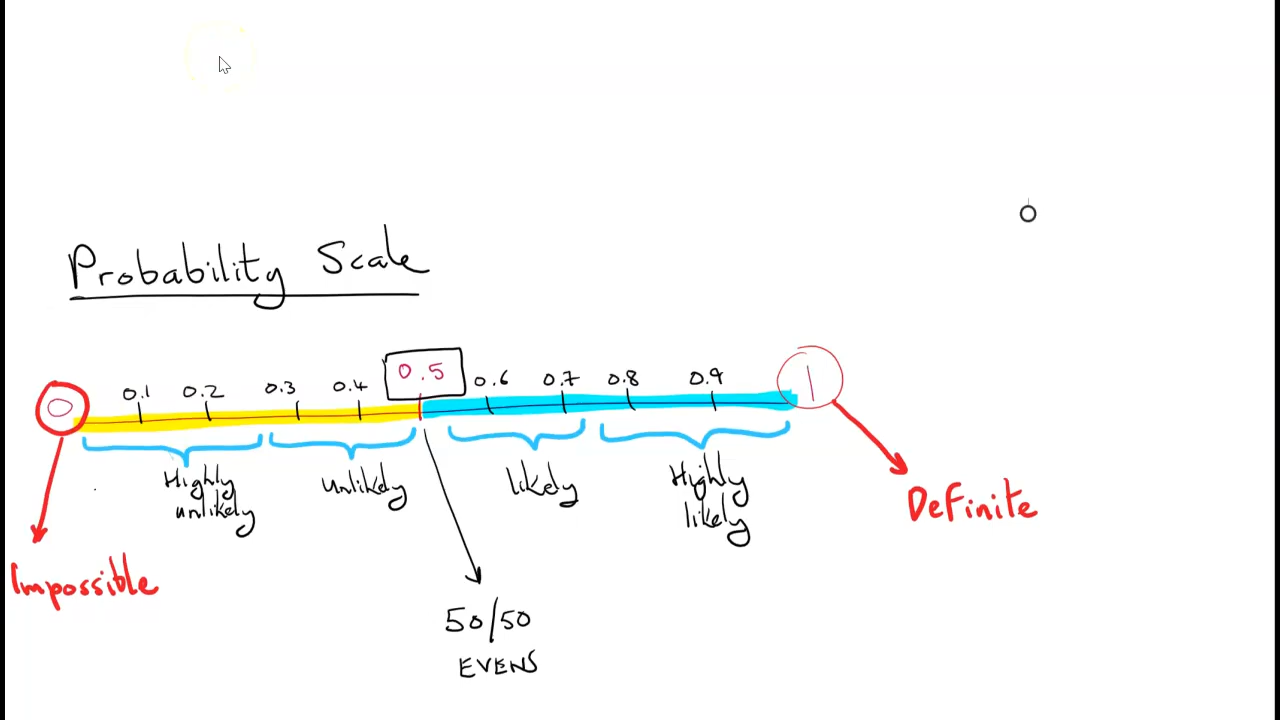 Probability Scale
0 0.1 0.2 0.3 0.4 0.5 0.6 0.7 0.8 0.9 1
Highly
unlikely
unlikely
likely
Highly
likely
Definite
Impossible
50/50
EVENS